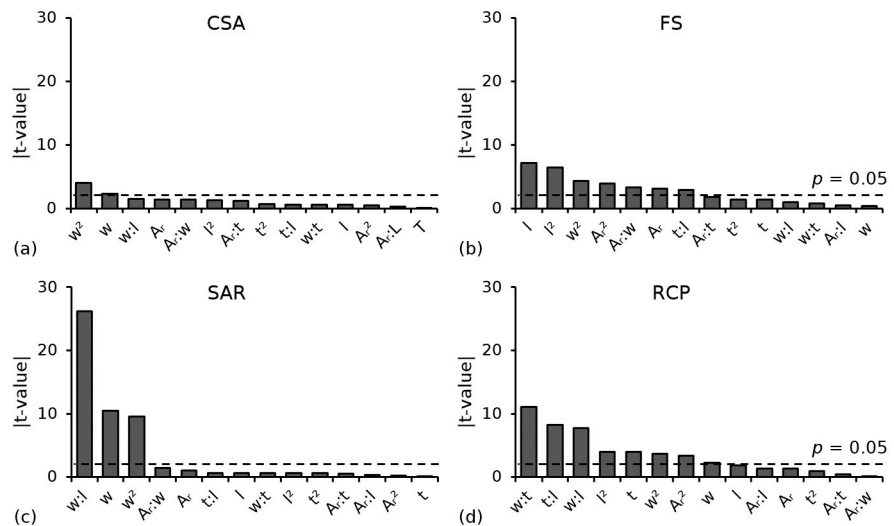 CSA
|t-value|
30
20
10
0
w²
w
w:l
Aᵣ
Aᵣ:w
l²
Aᵣ:t
t²
t:l
w:t
l
Aᵣ²
Aᵣ:L
T
(a)
FS
|t-value|
30
20
10
0
p = 0.05
l
l²
w²
Aᵣ²
Aᵣ:w
Aᵣ
t:l
Aᵣ:t
t²
t
w:l
w:t
Aᵣ:l
w
(b)
SAR
|t-value|
30
20
10
0
w:l
w
w²
Aᵣ:w
Aᵣ
t:l
l
w:t
l²
t²
Aᵣ:t
Aᵣ:l
Aᵣ²
t
(c)
RCP
|t-value|
30
20
10
0
p = 0.05
w:t
t:l
w:l
l²
t
w²
Aᵣ²
w
l
Aᵣ:l
Aᵣ
t²
Aᵣ:t
Aᵣ:w
(d)